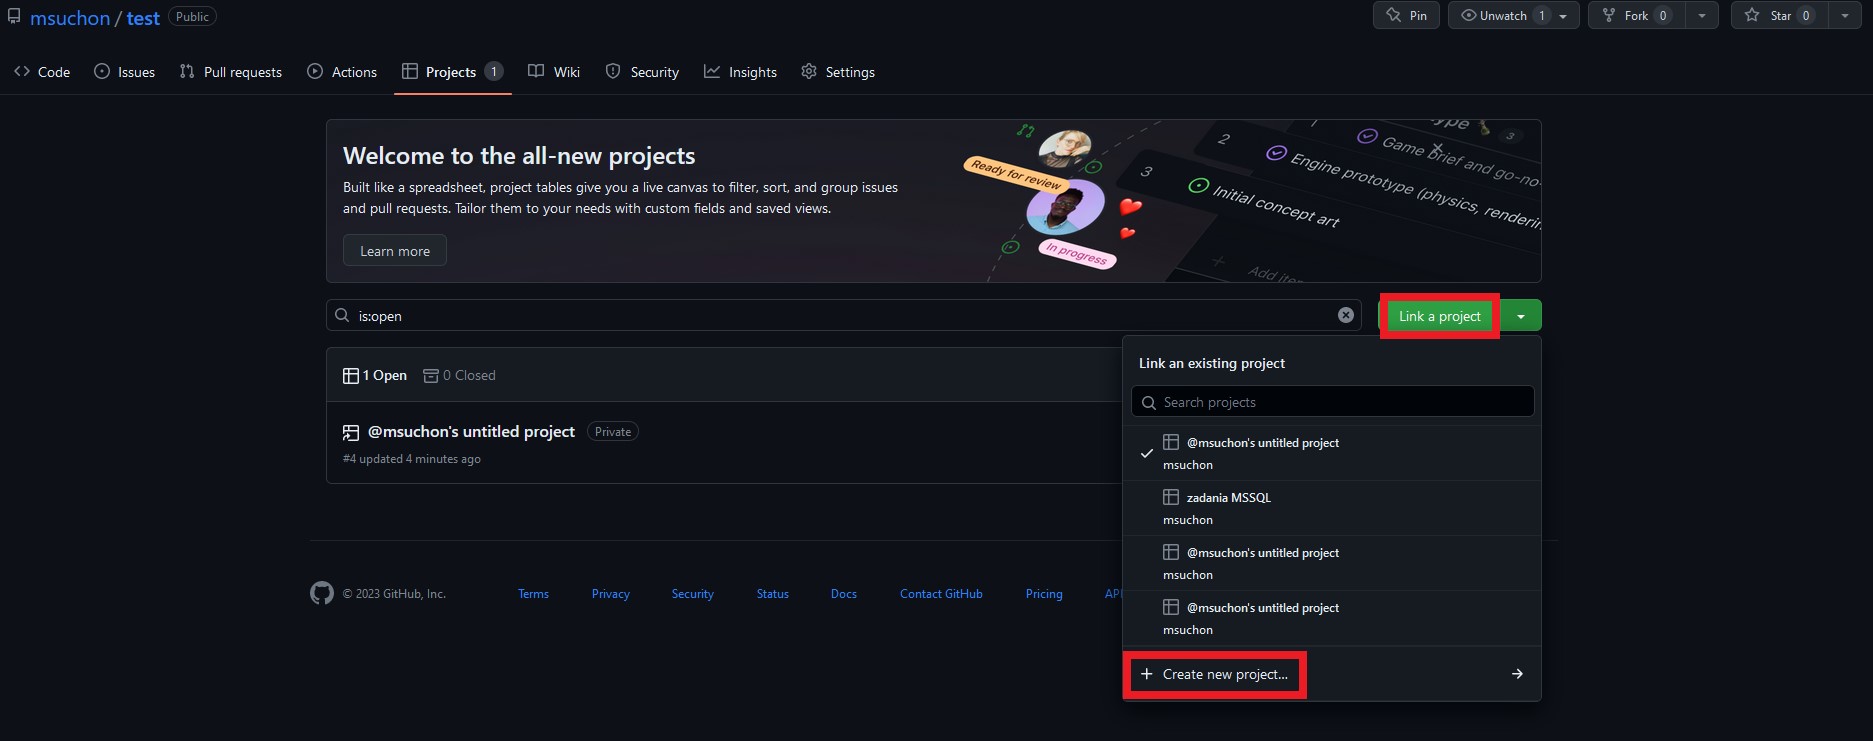 msuchon / test Public
Pin
Unwatch 1
Fork 0
Star 0
Code
Issues
Pull requests
Actions
Projects 1
Wiki
Security
Insights
Settings
Welcome to the all-new projects
Built like a spreadsheet, project tables give you a live canvas to filter, sort, and group issues
and pull requests. Tailor them to your needs with custom fields and saved views.
Learn more
Ready for review
In progress
3
2 Engine prototype (physics, renderin
Game brief and go-no-
3 Initial concept art
is:open
Link a project
1 Open 0 Closed
@msuchon's untitled project Private
#4 updated 4 minutes ago
Link an existing project
Search projects
@msuchon's untitled project
msuchon
zadania MSSQL
msuchon
@msuchon's untitled project
msuchon
@msuchon's untitled project
msuchon
+ Create new project...
© 2023 GitHub, Inc.
Terms
Privacy
Security
Status
Docs
Contact GitHub
Pricing